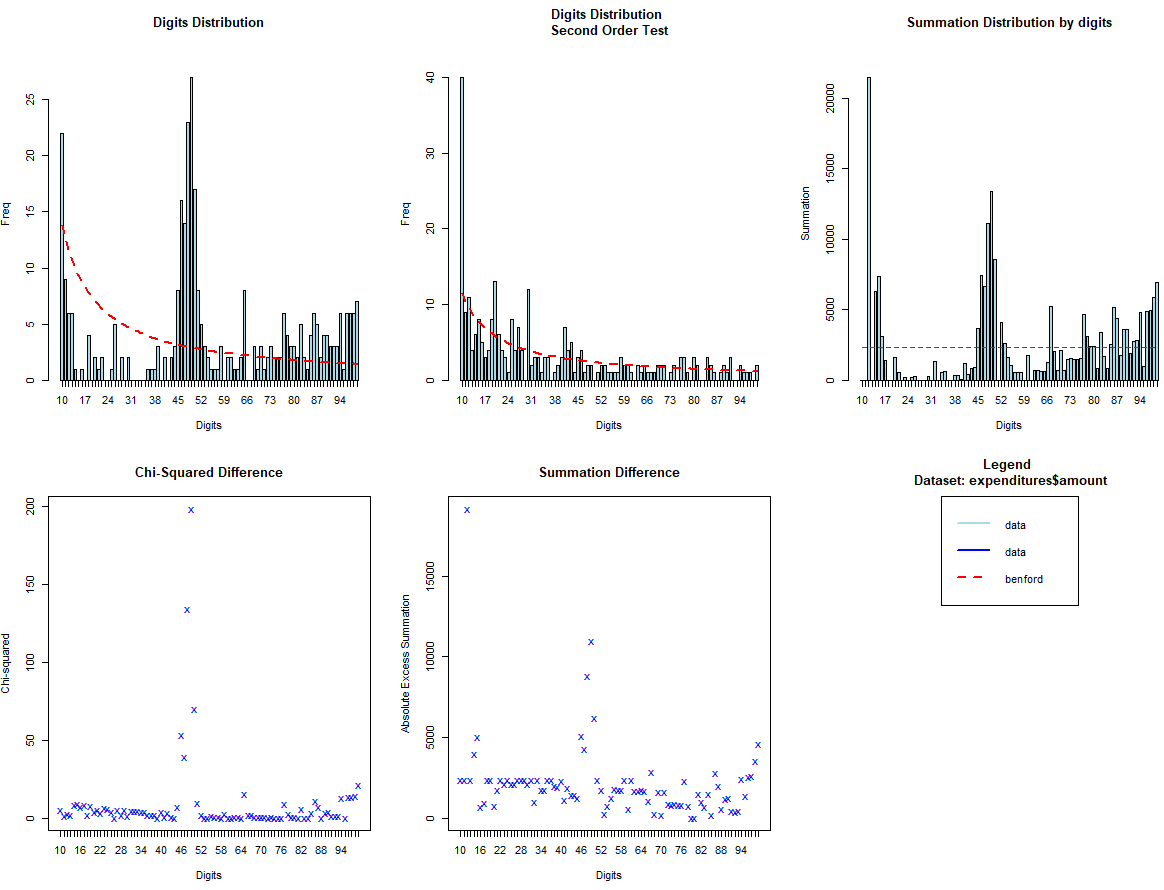 Digits Distribution
Freq
0 5 10 15 20 25
10 17 24 31 38 45 52 59 66 73 80 87 94
Digits
Digits Distribution
Second Order Test
Freq
0 10 20 30 40
10 17 24 31 38 45 52 59 66 73 80 87 94
Digits
Summation Distribution by digits
Summation
0 5000 10000 15000 20000
10 17 24 31 38 45 52 59 66 73 80 87 94
Digits
Chi-Squared Difference
Chi-squared
0 50 100 150 200
10 16 22 28 34 40 46 52 58 64 70 76 82 88 94
Digits
Summation Difference
Absolute Excess Summation
0 5000 10000 15000
10 16 22 28 34 40 46 52 58 64 70 76 82 88 94
Digits
Legend
Dataset: expenditures$amount
data
data
benford